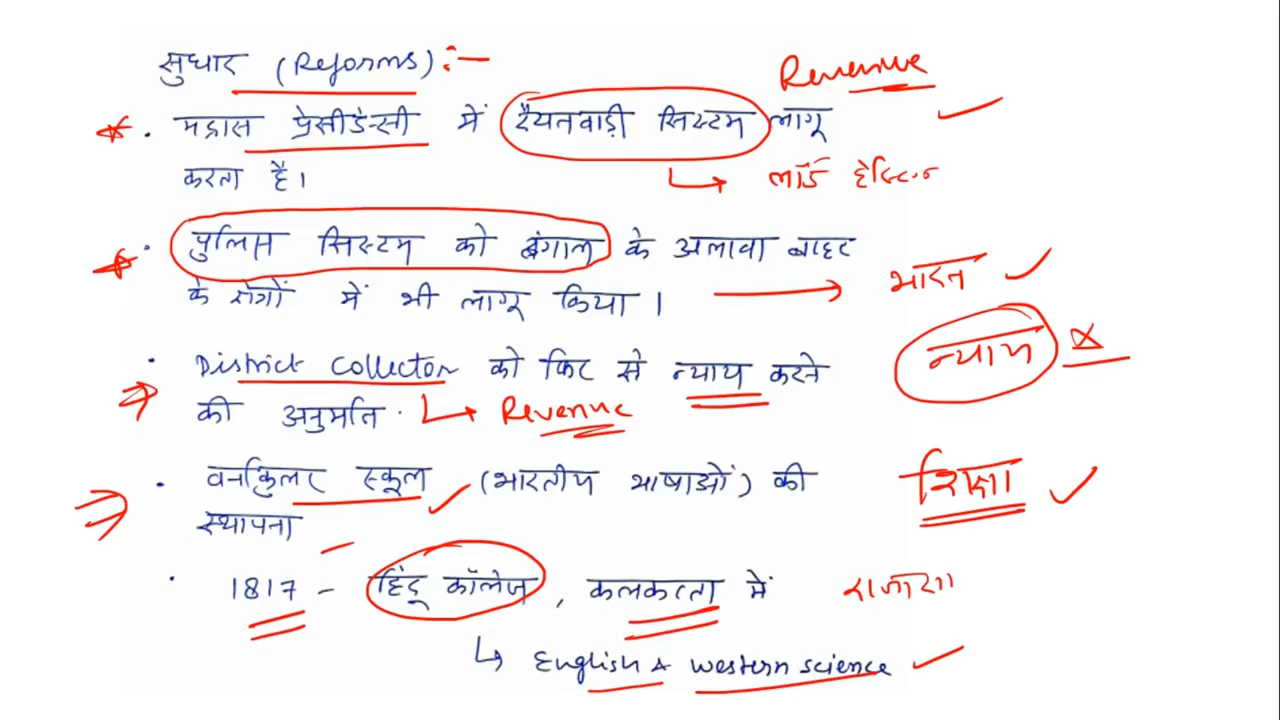 सुधार (Reforms) :-
Revenue
• मद्रास प्रेसीडेन्सी में रैयतवाड़ी सिस्टम लागू
करता है।
↳ लॉर्ड हेस्टिंग्स
• पुलिस सिस्टम को बंगाल के अलावा बाहर
के क्षेत्रों में भी लागू किया। → भारत
• District Collector को फिर से न्याय करने
न्याय
की अनुमति. ↳ Revenue
• वर्नाकुलर स्कूल (भारतीय भाषाओं) की
शिक्षा
स्थापना
• 1817 - हिंदू कॉलेज, कलकत्ता में
↳ English & western science